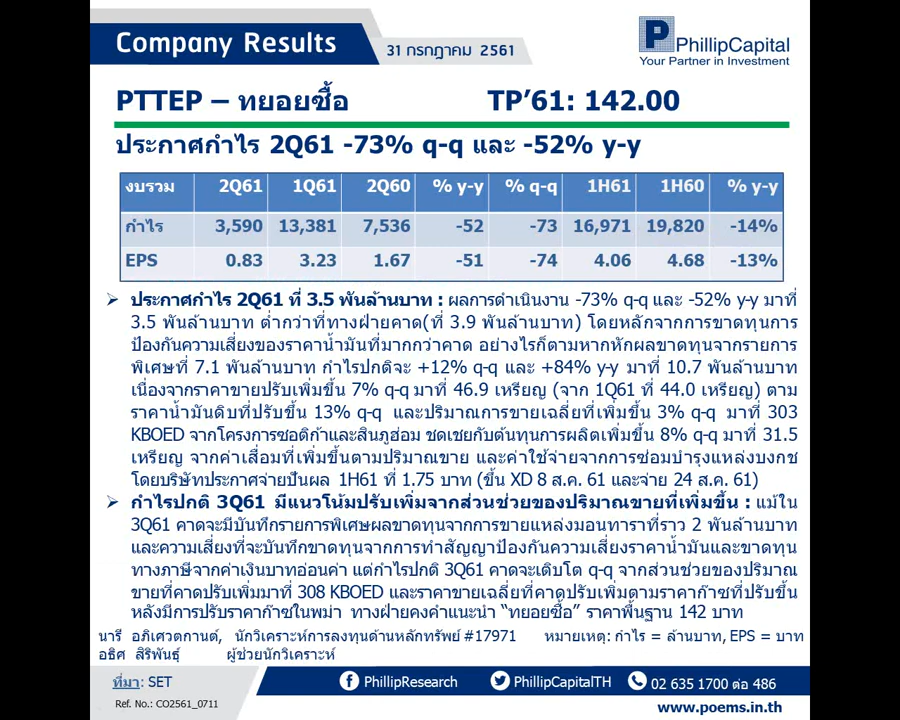 Company Results
31 กรกฎาคม 2561
PhillipCapital
Your Partner in Investment
PTTEP – ทยอยซื้อ TP’61: 142.00
ประกาศกำไร 2Q61 -73% q-q และ -52% y-y
งบรวม 2Q61 1Q61 2Q60 % y-y % q-q 1H61 1H60 % y-y
กำไร 3,590 13,381 7,536 -52 -73 16,971 19,820 -14%
EPS 0.83 3.23 1.67 -51 -74 4.06 4.68 -13%
➢ ประกาศกำไร 2Q61 ที่ 3.5 พันล้านบาท : ผลการดำเนินงาน -73% q-q และ -52% y-y มาที่
3.5 พันล้านบาท ต่ำกว่าที่ทางฝ่ายคาด(ที่ 3.9 พันล้านบาท) โดยหลักจากการขาดทุนการ
ป้องกันความเสี่ยงของราคาน้ำมันที่มากกว่าคาด อย่างไรก็ตามหากหักผลขาดทุนจากรายการ
พิเศษที่ 7.1 พันล้านบาท กำไรปกติจะ +12% q-q และ +84% y-y มาที่ 10.7 พันล้านบาท
เนื่องจากราคาขายปรับเพิ่มขึ้น 7% q-q มาที่ 46.9 เหรียญ (จาก 1Q61 ที่ 44.0 เหรียญ) ตาม
ราคาน้ำมันดิบที่ปรับขึ้น 13% q-q และปริมาณการขายเฉลี่ยที่เพิ่มขึ้น 3% q-q มาที่ 303
KBOED จากโครงการซอติก้าและสินภูฮ่อม ชดเชยกับต้นทุนการผลิตเพิ่มขึ้น 8% q-q มาที่ 31.5
เหรียญ จากค่าเสื่อมที่เพิ่มขึ้นตามปริมาณขาย และค่าใช้จ่ายจากการซ่อมบำรุงแหล่งบงกช
โดยบริษัทประกาศจ่ายปันผล 1H61 ที่ 1.75 บาท (ขึ้น XD 8 ส.ค. 61 และจ่าย 24 ส.ค. 61)
➢ กำไรปกติ 3Q61 มีแนวโน้มปรับเพิ่มจากส่วนช่วยของปริมาณขายที่เพิ่มขึ้น : แม้ใน
3Q61 คาดจะมีบันทึกรายการพิเศษผลขาดทุนจากการขายแหล่งมอนทาราที่ราว 2 พันล้านบาท
และความเสี่ยงที่จะบันทึกขาดทุนจากการทำสัญญาป้องกันความเสี่ยงราคาน้ำมันและขาดทุน
ทางภาษีจากค่าเงินบาทอ่อนค่า แต่กำไรปกติ 3Q61 คาดจะเติบโต q-q จากส่วนช่วยของปริมาณ
ขายที่คาดปรับเพิ่มมาที่ 308 KBOED และราคาขายเฉลี่ยที่คาดปรับเพิ่มตามราคาก๊าซที่ปรับขึ้น
หลังมีการปรับราคาก๊าซในพม่า ทางฝ่ายคงคำแนะนำ “ทยอยซื้อ” ราคาพื้นฐาน 142 บาท
นารี อภิเศวตกานต์, นักวิเคราะห์การลงทุนด้านหลักทรัพย์ #17971 หมายเหตุ: กำไร = ล้านบาท, EPS = บาท
อธิศ สิริพันธุ์ ผู้ช่วยนักวิเคราะห์
ที่มา: SET
Ref. No.: CO2561_0711
PhillipResearch
PhillipCapitalTH
02 635 1700 ต่อ 486
www.poems.in.th